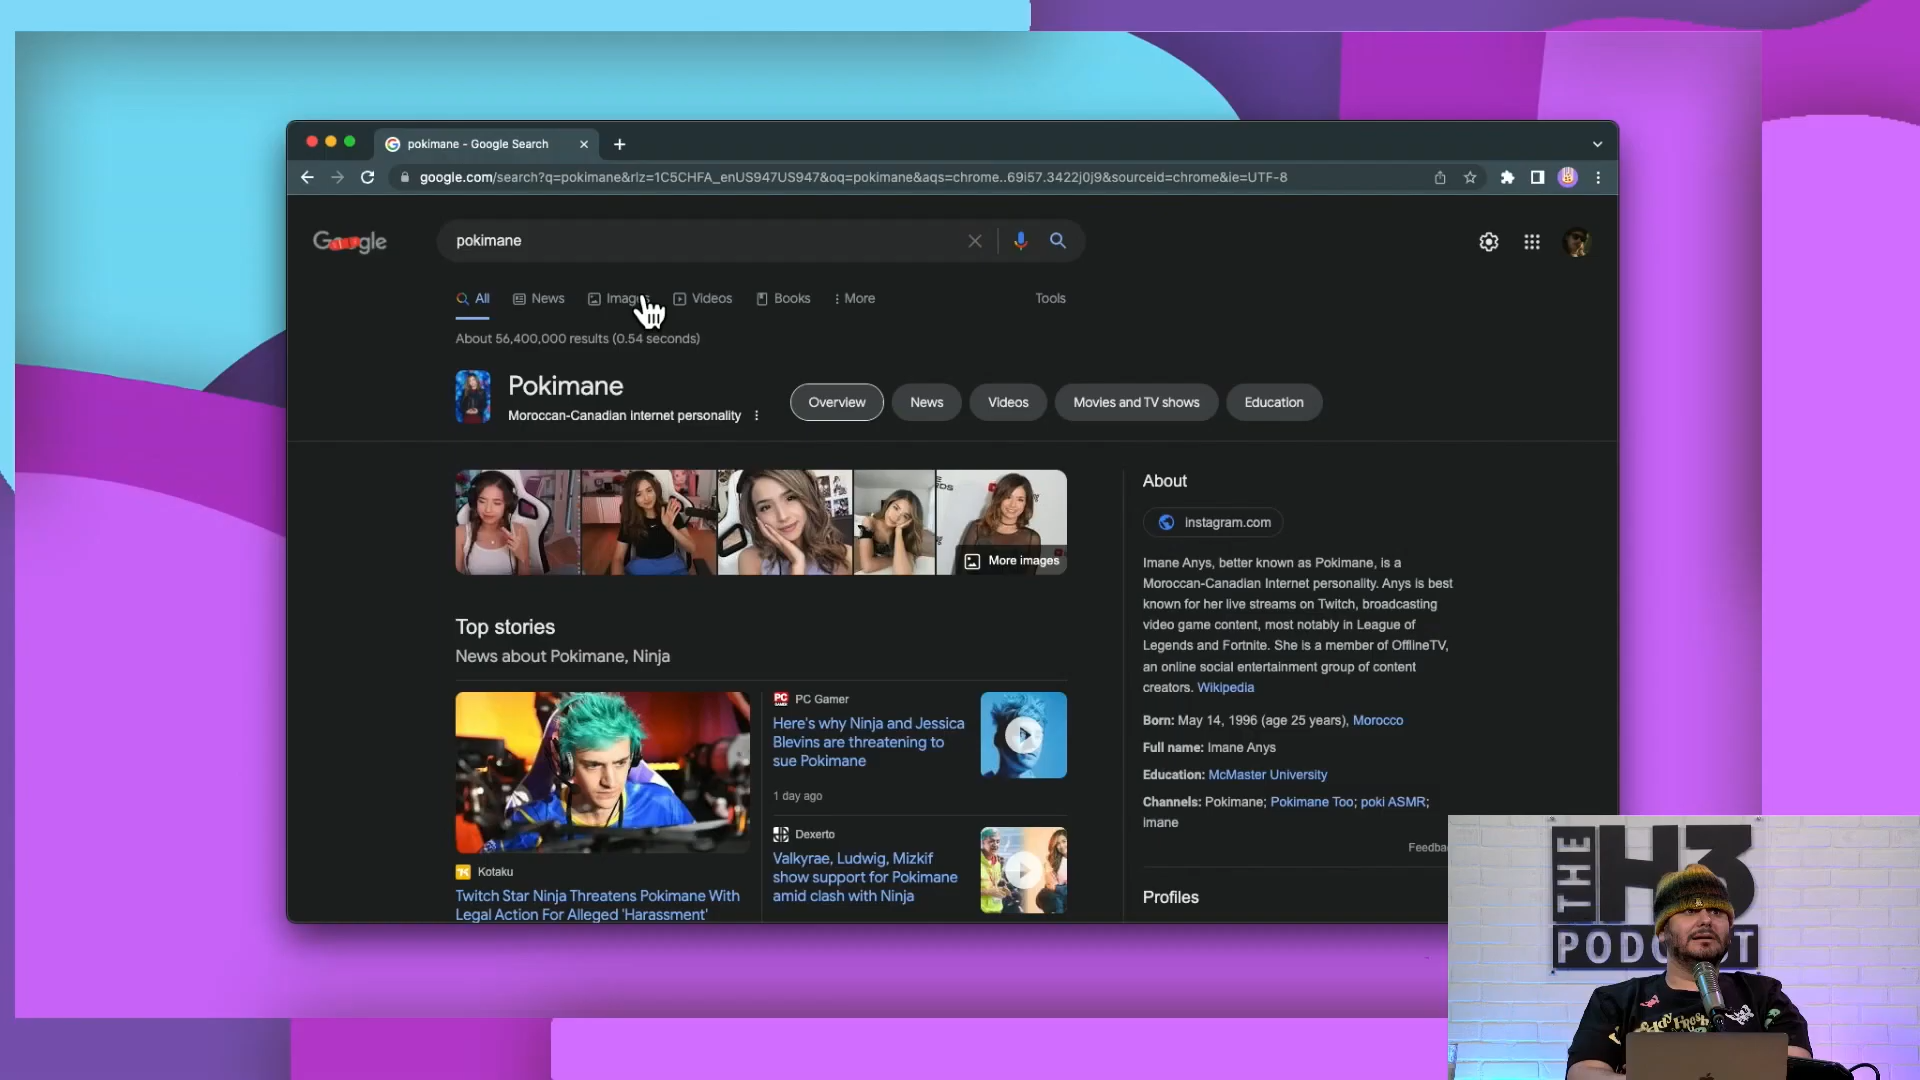 pokimane - Google Search
google.com/search?q=pokimane&rlz=1C5CHFA_enUS947US947&oq=pokimane&aqs=chrome..69i57.3422j0j9&sourceid=chrome&ie=UTF-8
pokimane
All News Images Videos Books More Tools
About 56,400,000 results (0.54 seconds)
Pokimane
Moroccan-Canadian internet personality
Overview News Videos Movies and TV shows Education
More images
About
instagram.com
Imane Anys, better known as Pokimane, is a
Moroccan-Canadian Internet personality. Anys is best
known for her live streams on Twitch, broadcasting
video game content, most notably in League of
Legends and Fortnite. She is a member of OfflineTV,
an online social entertainment group of content
creators. Wikipedia
Born: May 14, 1996 (age 25 years), Morocco
Full name: Imane Anys
Education: McMaster University
Channels: Pokimane; Pokimane Too; poki ASMR;
imane
Feedba
Profiles
Top stories
News about Pokimane, Ninja
Kotaku
Twitch Star Ninja Threatens Pokimane With
Legal Action For Alleged 'Harassment'
PC Gamer
Here's why Ninja and Jessica
Blevins are threatening to
sue Pokimane
1 day ago
Dexerto
Valkyrae, Ludwig, Mizkif
show support for Pokimane
amid clash with Ninja
THE H3
PODCAST